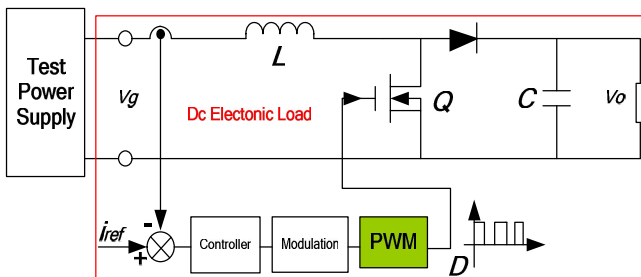 Test
Power
Supply
Vg
L
Dc Electonic Load
Q
C
Vo
iref
-
+
Controller
Modulation
PWM
D